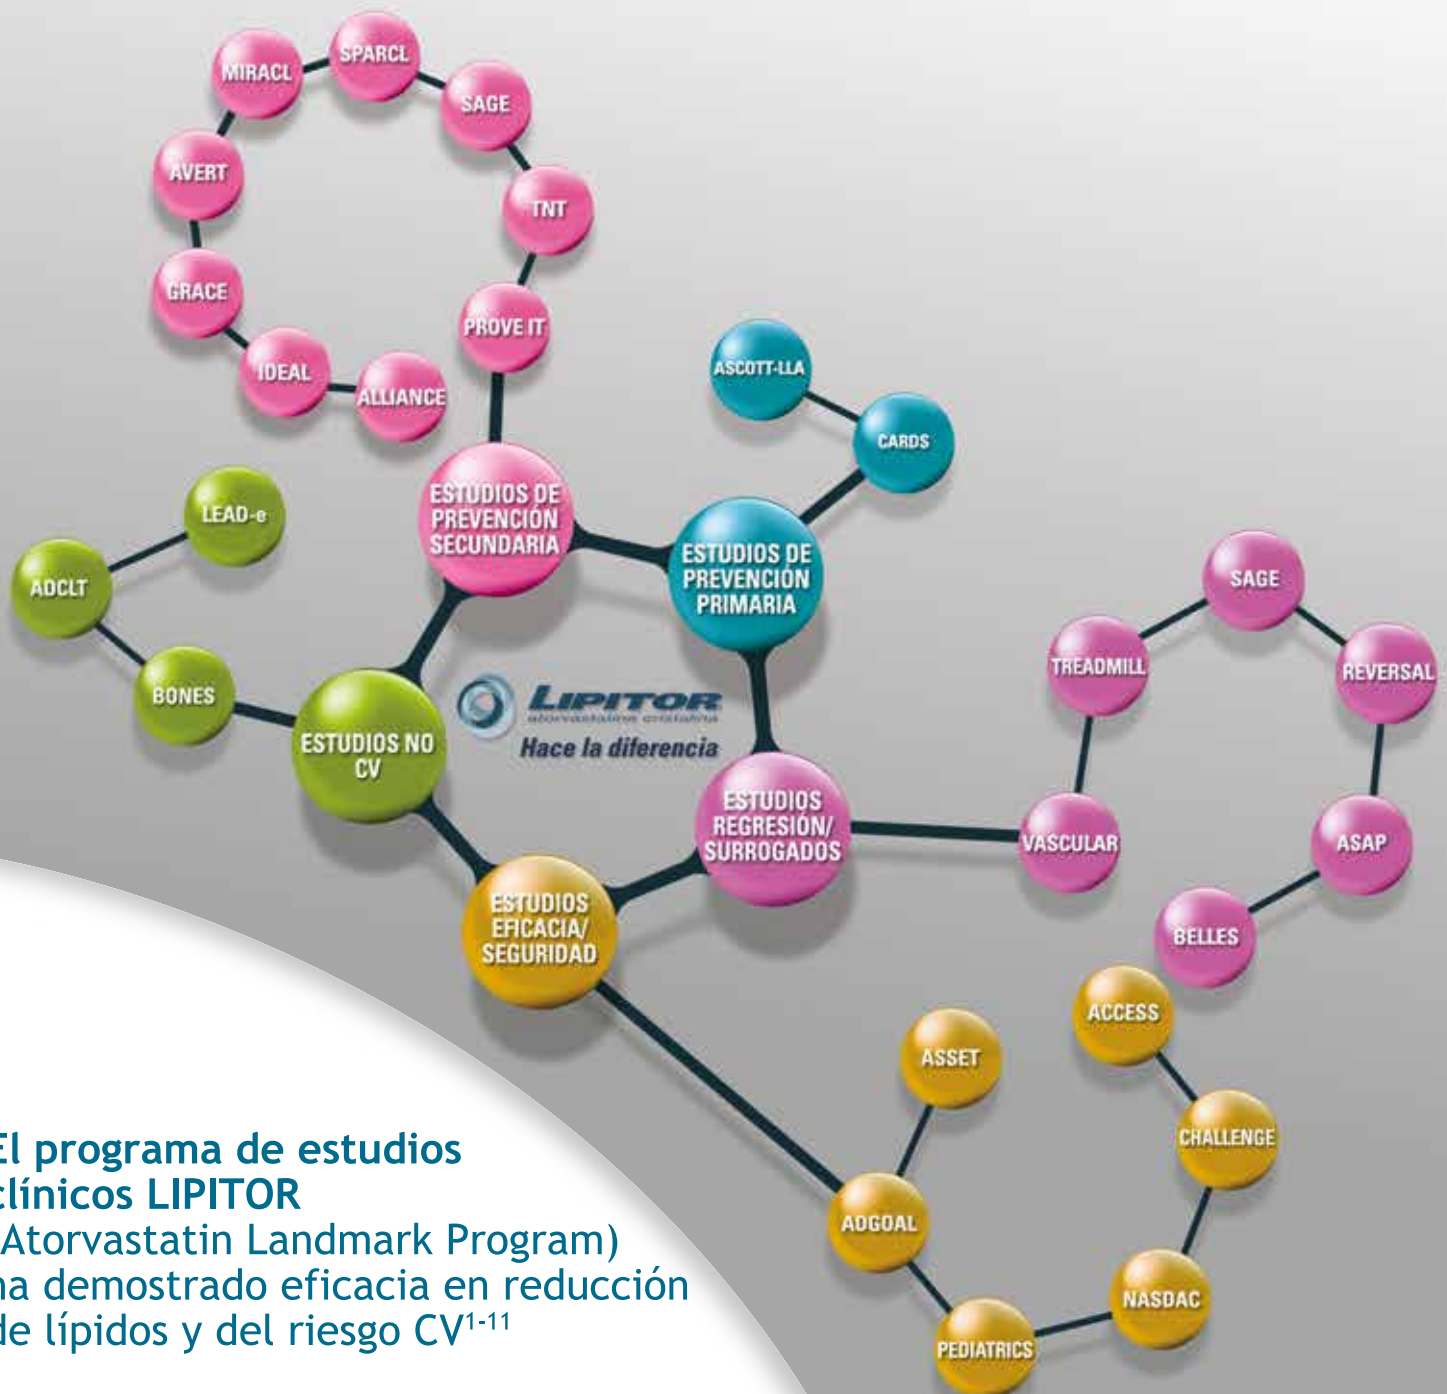 MIRACL
SPARCL
SAGE
AVERT
TNT
GRACE
PROVE IT
IDEAL
ALLIANCE
ASCOTT-LLA
CARDS
ESTUDIOS DE
PREVENCIÓN
SECUNDARIA
ESTUDIOS DE
PREVENCIÓN
PRIMARIA
LEAD-e
ADCLT
BONES
ESTUDIOS NO
CV
LIPITOR
atorvastatina cristalina
Hace la diferencia
SAGE
TREADMILL
REVERSAL
ESTUDIOS
REGRESIÓN/
SURROGADOS
VASCULAR
ASAP
BELLES
ESTUDIOS
EFICACIA/
SEGURIDAD
ACCESS
ASSET
CHALLENGE
ADGOAL
NASDAC
PEDIATRICS
El programa de estudios
clínicos LIPITOR
(Atorvastatin Landmark Program)
ha demostrado eficacia en reducción
de lípidos y del riesgo CV1-11